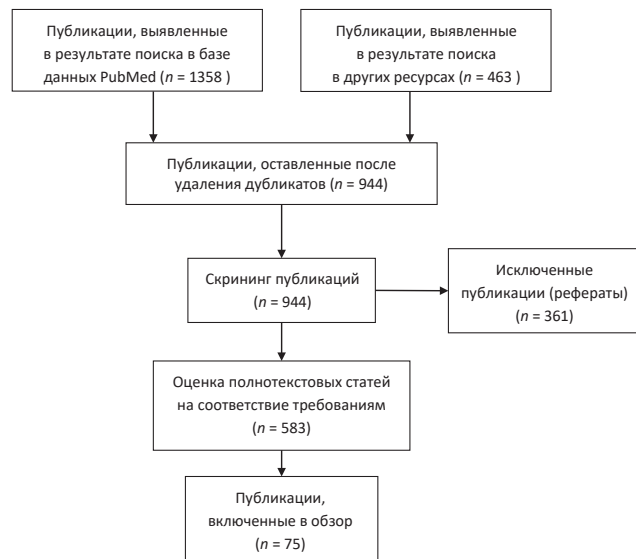 Публикации, выявленные
в результате поиска в базе
данных PubMed (n = 1358 )
Публикации, выявленные
в результате поиска
в других ресурсах (n = 463 )
Публикации, оставленные после
удаления дубликатов (n = 944)
Скрининг публикаций
(n = 944)
Исключенные
публикации (рефераты)
(n = 361)
Оценка полнотекстовых статей
на соответствие требованиям
(n = 583)
Публикации,
включенные в обзор
(n = 75)